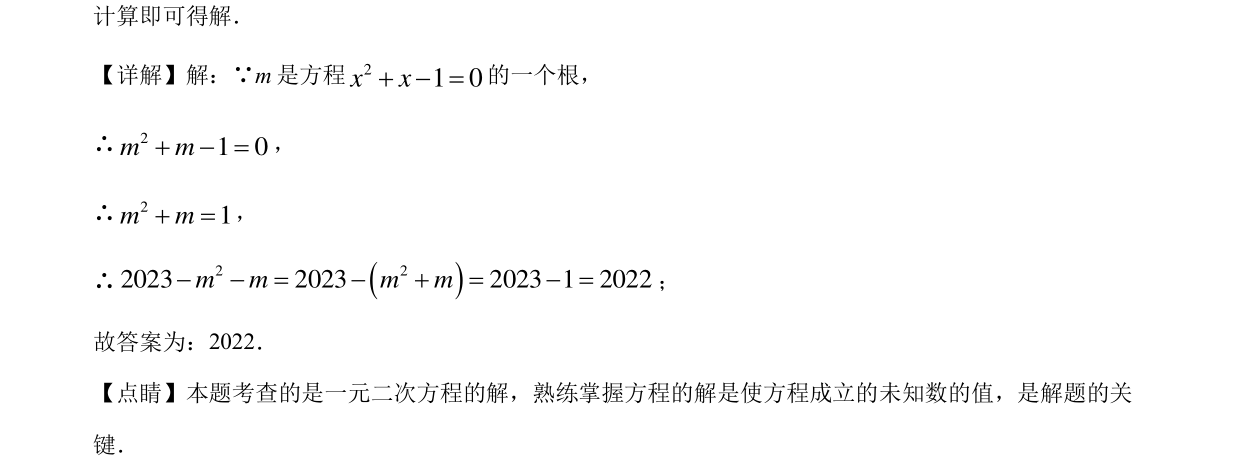 计算即可得解.
【详解】解：∵m 是方程 x² + x − 1 = 0 的一个根，
∴ m² + m − 1 = 0，
∴ m² + m = 1，
∴ 2023 − m² − m = 2023 − (m² + m) = 2023 − 1 = 2022；
故答案为：2022.
【点睛】本题考查的是一元二次方程的解，熟练掌握方程的解是使方程成立的未知数的值，是解题的关
键.